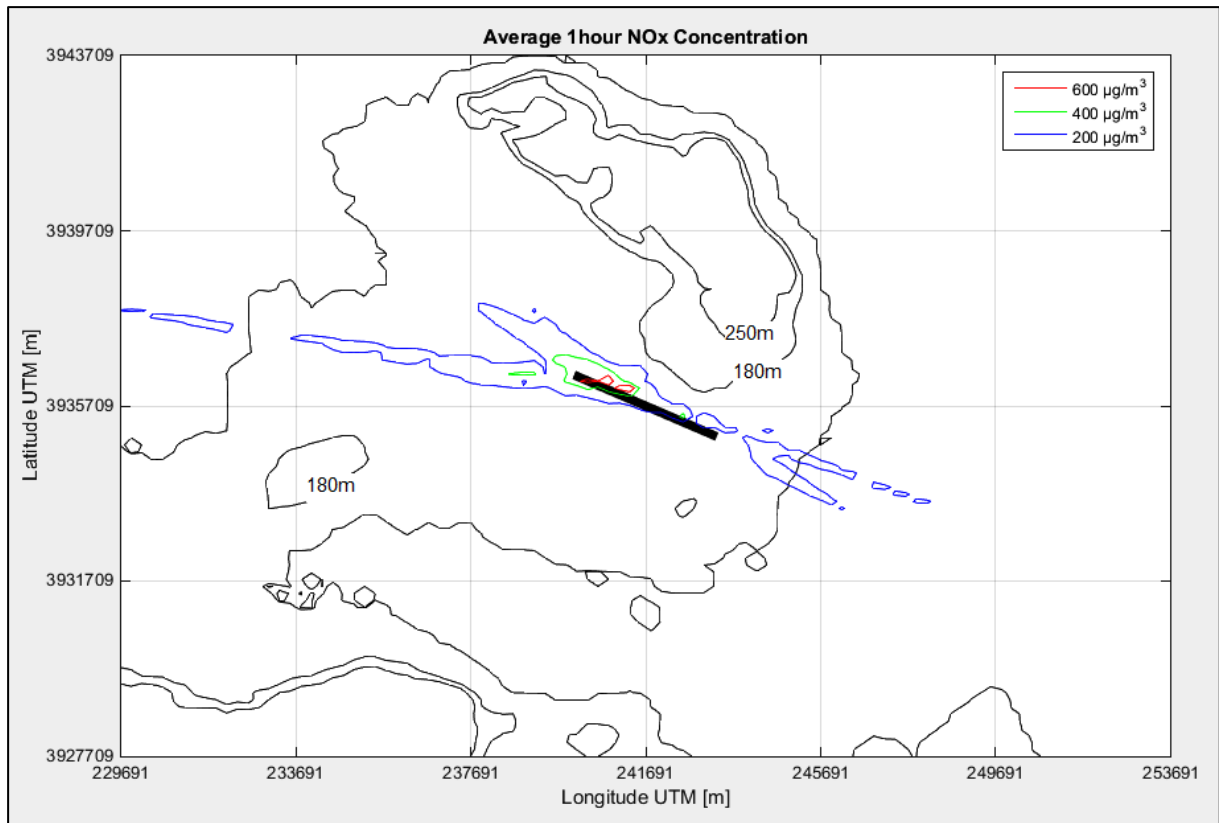 Average 1hour NOx Concentration
600 µg/m³
400 µg/m³
200 µg/m³
3943709
3939709
3935709
3931709
3927709
Latitude UTM [m]
250m
180m
180m
229691
233691
237691
241691
245691
249691
253691
Longitude UTM [m]